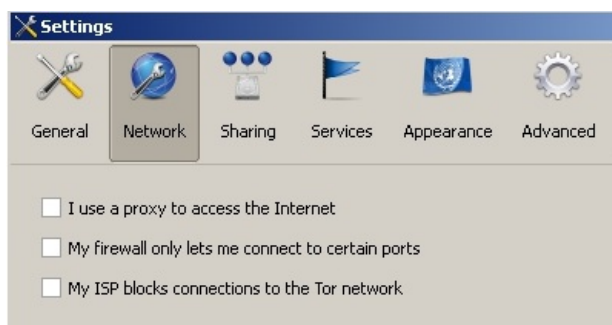 Settings
General Network Sharing Services Appearance Advanced
I use a proxy to access the Internet
My firewall only lets me connect to certain ports
My ISP blocks connections to the Tor network